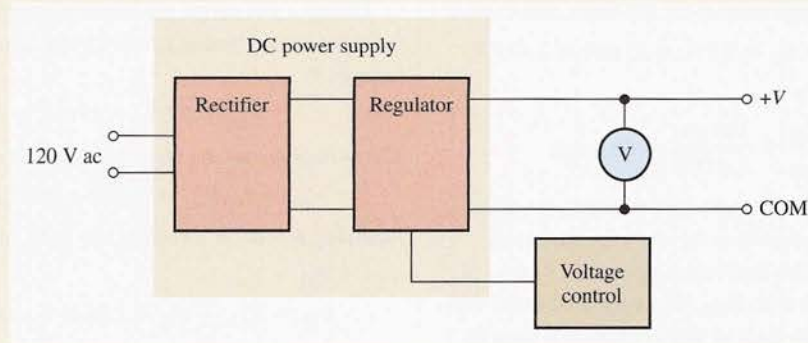 DC power supply
Rectifier
Regulator
+V
120 V ac
V
COM
Voltage
control